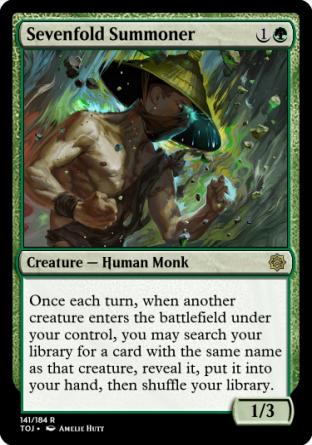 Sevenfold Summoner 1
Creature — Human Monk
Once each turn, when another
creature enters the battlefield under
your control, you may search your
library for a card with the same name
as that creature, reveal it, put it into
your hand, then shuffle your library.
1/3
141/184 R
TOJ • Amelie Hutt